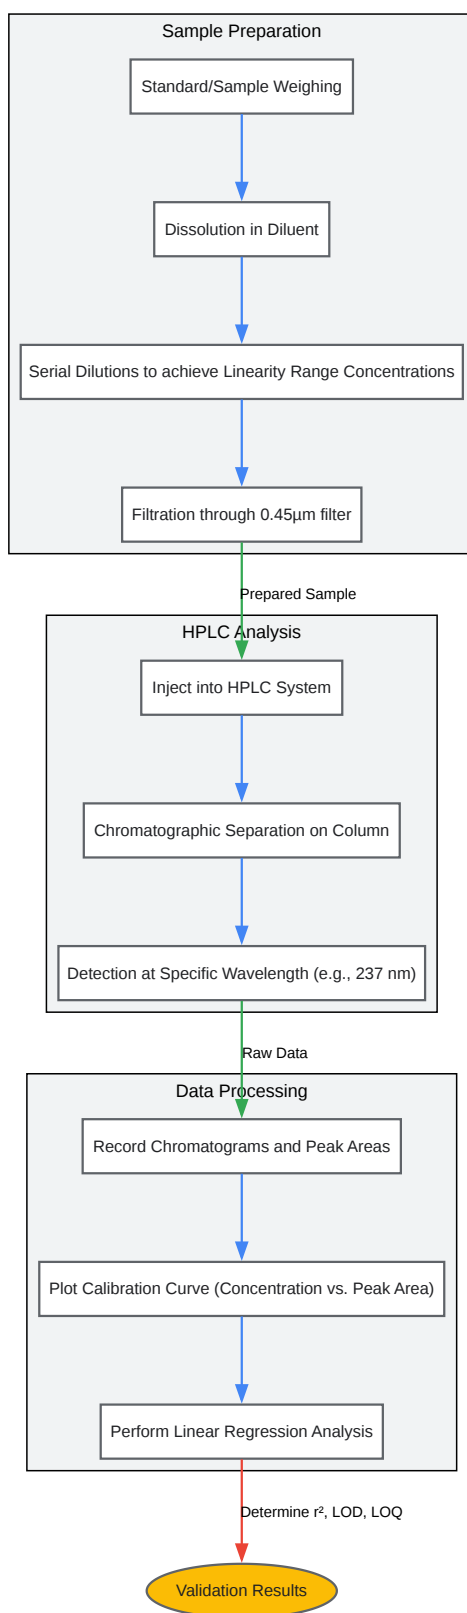 Sample Preparation
Standard/Sample Weighing
Dissolution in Diluent
Serial Dilutions to achieve Linearity Range Concentrations
Filtration through 0.45µm filter
Prepared Sample
HPLC Analysis
Inject into HPLC System
Chromatographic Separation on Column
Detection at Specific Wavelength (e.g., 237 nm)
Raw Data
Data Processing
Record Chromatograms and Peak Areas
Plot Calibration Curve (Concentration vs. Peak Area)
Perform Linear Regression Analysis
Determine r², LOD, LOQ
Validation Results